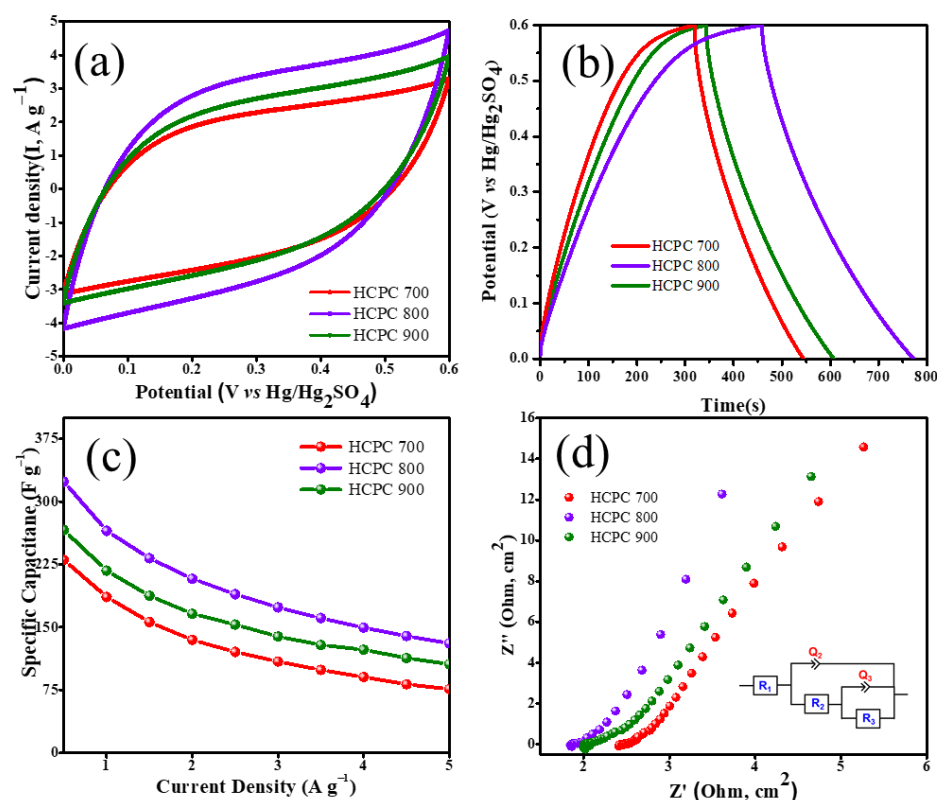 (a)
Current density(I, A g⁻¹)
5
4
3
2
1
0
-1
-2
-3
-4
-5
HCPC 700
HCPC 800
HCPC 900
0.0 0.1 0.2 0.3 0.4 0.5 0.6
Potential (V vs Hg/Hg₂SO₄)
(b)
Potential (V vs Hg/Hg₂SO₄)
0.6
0.5
0.4
0.3
0.2
0.1
0.0
HCPC 700
HCPC 800
HCPC 900
0 100 200 300 400 500 600 700 800
Time(s)
(c)
Specific Capacitane (F g⁻¹)
375
300
225
150
75
0
HCPC 700
HCPC 800
HCPC 900
1 2 3 4 5
Current Density (A g⁻¹)
(d)
Z'' (Ohm, cm²)
16
14
12
10
8
6
4
2
0
HCPC 700
HCPC 800
HCPC 900
Q₂
Q₃
R₁
R₂
R₃
2 3 4 5 6
Z' (Ohm, cm²)